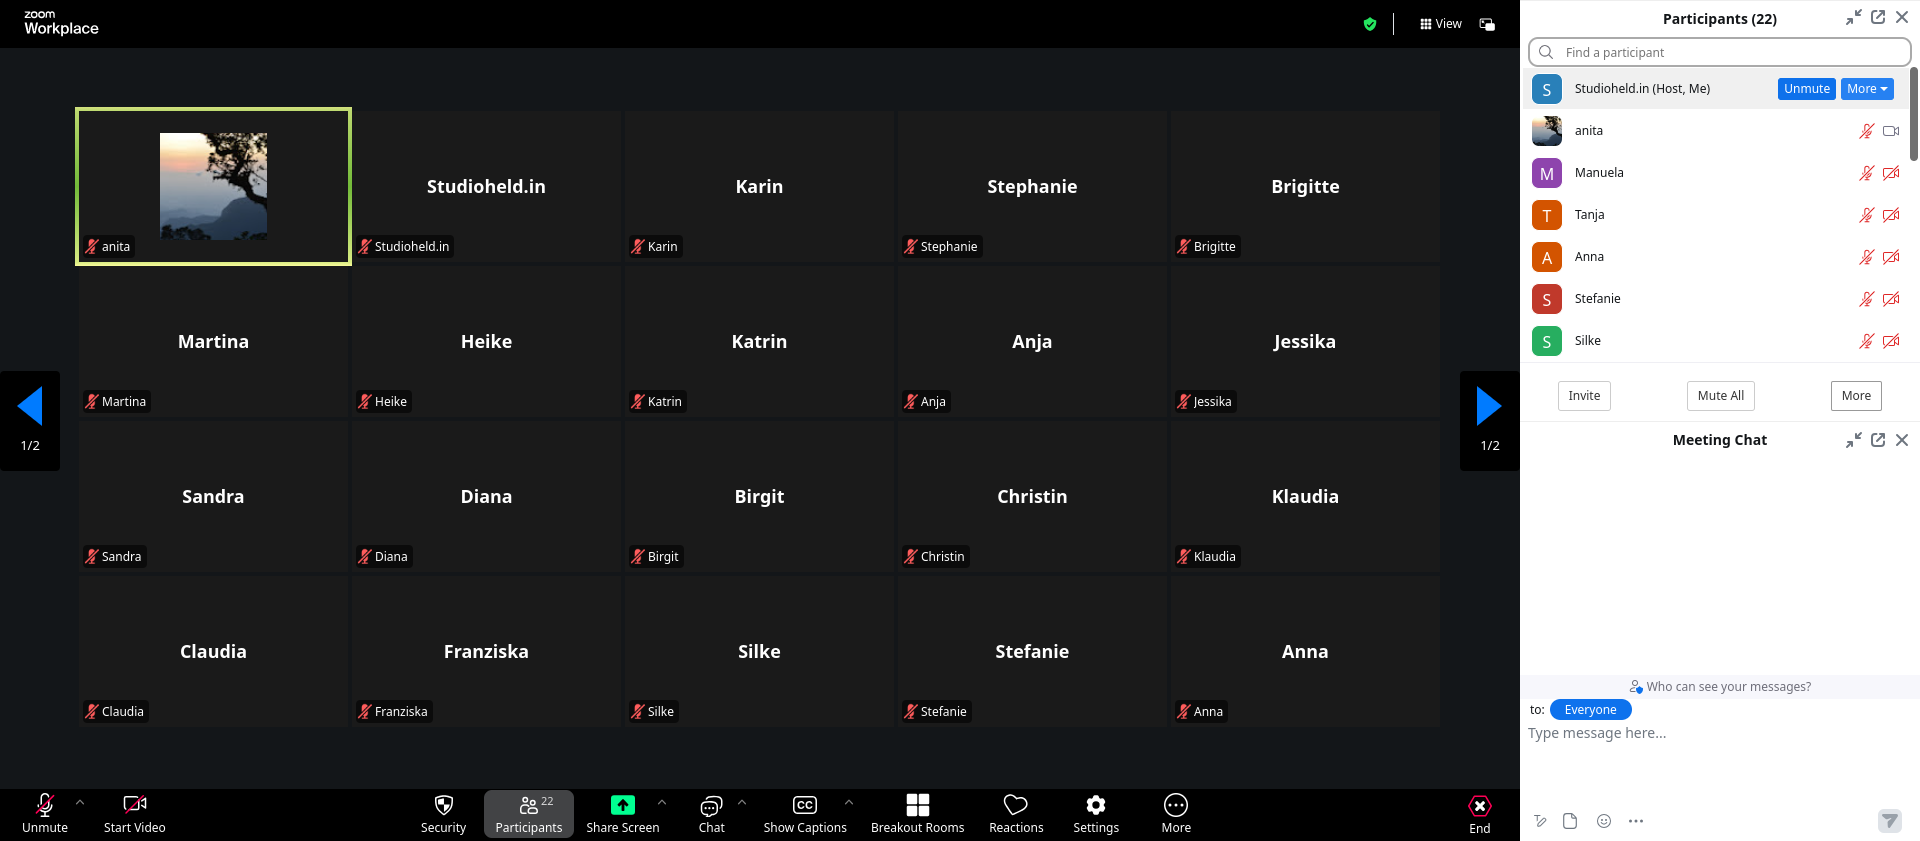 zoom
Workplace
View
anita
Studioheld.in
Studioheld.in
Karin
Karin
Stephanie
Stephanie
Brigitte
Brigitte
Martina
Martina
Heike
Heike
Katrin
Katrin
Anja
Anja
Jessika
Jessika
1/2
1/2
Sandra
Sandra
Diana
Diana
Birgit
Birgit
Christin
Christin
Klaudia
Klaudia
Claudia
Claudia
Franziska
Franziska
Silke
Silke
Stefanie
Stefanie
Anna
Anna
Unmute
Start Video
Security
22
Participants
Share Screen
Chat
CC
Show Captions
Breakout Rooms
Reactions
Settings
More
End
Participants (22)
Find a participant
S Studioheld.in (Host, Me) Unmute More
anita
M Manuela
T Tanja
A Anna
S Stefanie
S Silke
Invite Mute All More
Meeting Chat
Who can see your messages?
to: Everyone
Type message here...